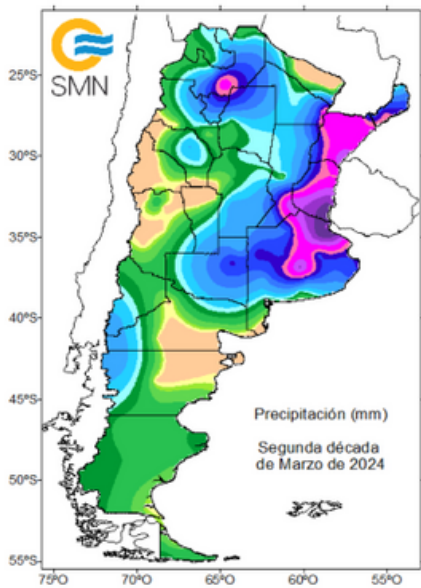 SMN
25°S
30°S
35°S
40°S
45°S
50°S
55°S
Precipitación (mm)
Segunda década
de Marzo de 2024
75°O
70°O
65°O
60°O
55°O